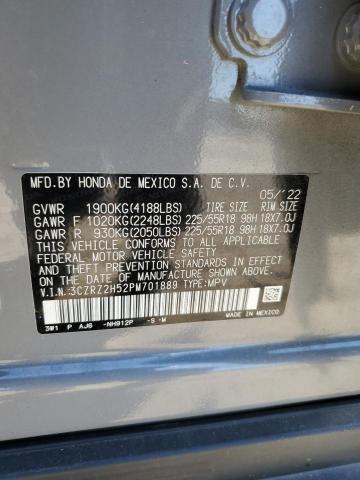 MFD.BY HONDA DE MEXICO S.A. DE C.V.
05/'22
GVWR 1900KG(4188LBS) TIRE SIZE RIM SIZE
GAWR F 1020KG(2248LBS) 225/55R18 98H 18X7.0J
GAWR R 930KG(2050LBS) 225/55R18 98H 18X7.0J
THIS VEHICLE CONFORMS TO ALL APPLICABLE
FEDERAL MOTOR VEHICLE SAFETY
STANDARDS IN EFFECT ON THE DATE
OF MANUFACTURE SHOWN ABOVE.
V.I.N.:3CZRZ2H52PM701889 TYPE:MPV
3W1 P AJ6 -NH912P -S -M
MADE IN MEXICO